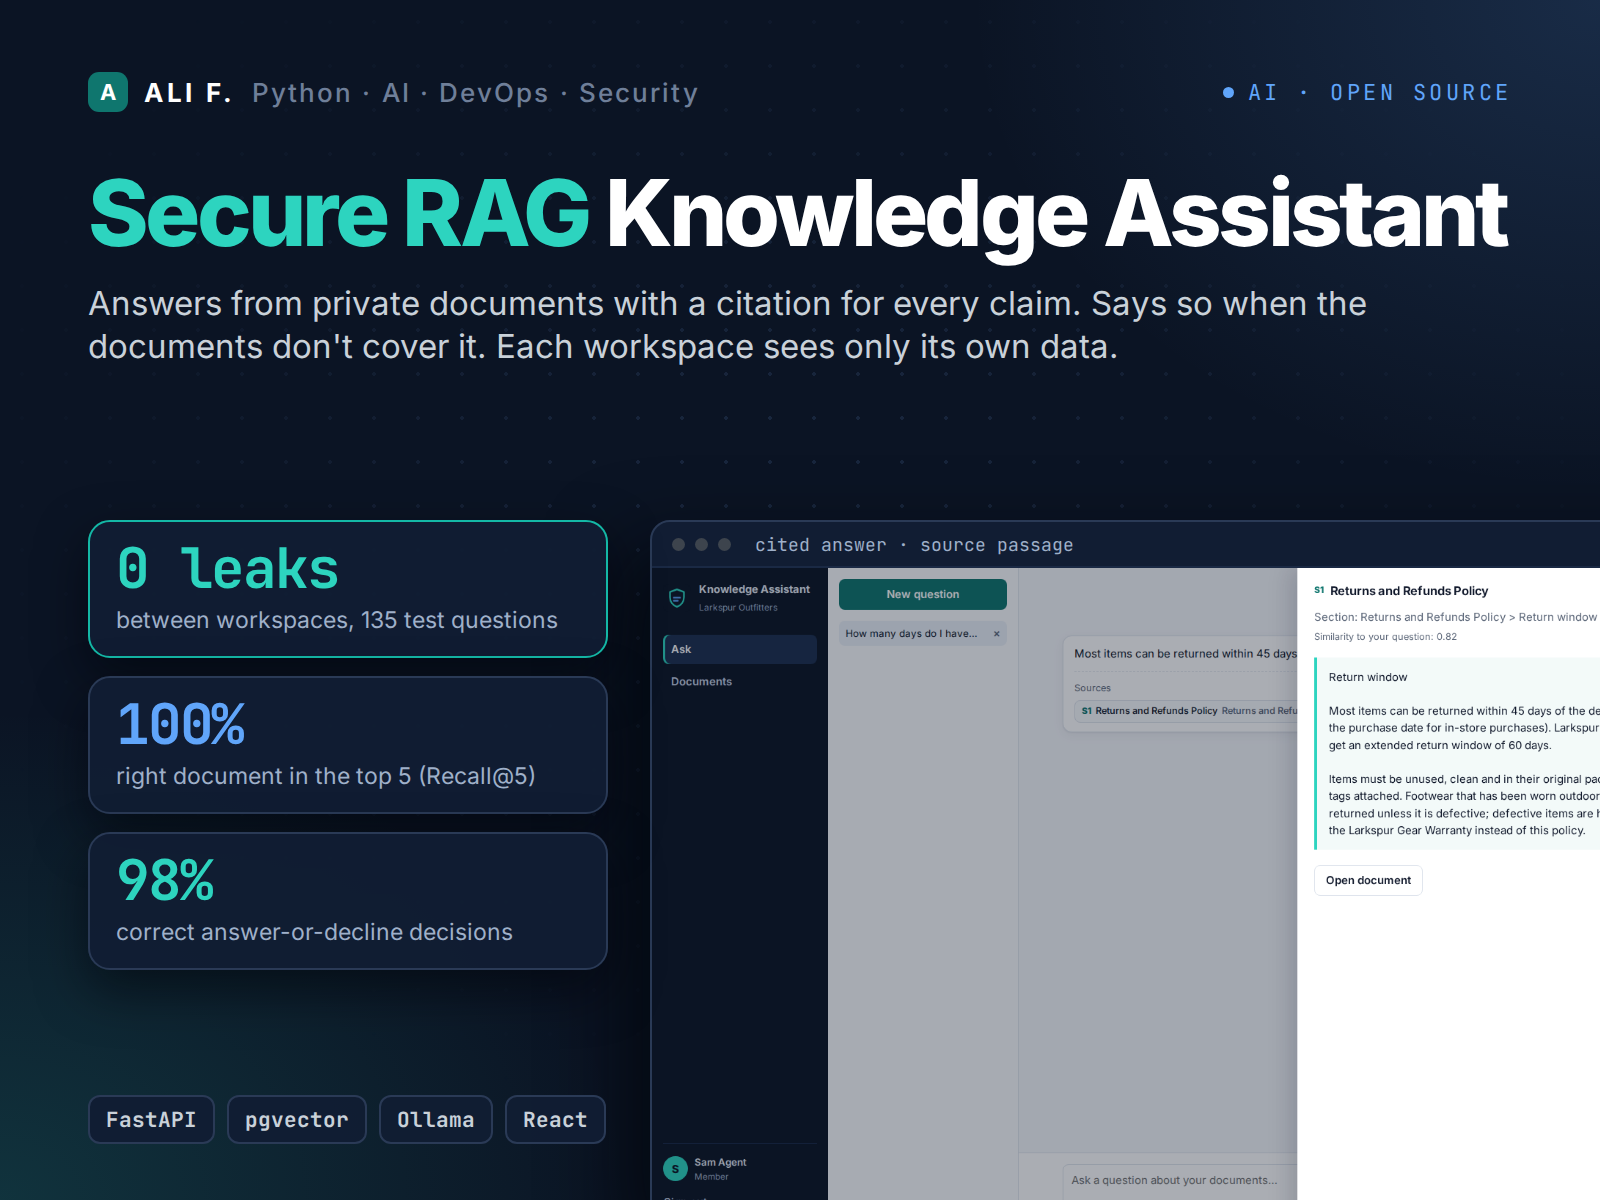 A ALI F. Python · AI · DevOps · Security
AI · OPEN SOURCE
Secure RAG Knowledge Assistant
Answers from private documents with a citation for every claim. Says so when the
documents don't cover it. Each workspace sees only its own data.
0 leaks
between workspaces, 135 test questions
100%
right document in the top 5 (Recall@5)
98%
correct answer-or-decline decisions
FastAPI pgvector Ollama React
cited answer · source passage
Knowledge Assistant
Larkspur Outfitters
Ask
Documents
S Sam Agent
Member
New question
How many days do I have... ×
Most items can be returned within 45 days
Sources
S1 Returns and Refunds Policy Returns and Refu
Ask a question about your documents...
S1 Returns and Refunds Policy
Section: Returns and Refunds Policy > Return window
Similarity to your question: 0.82
Return window
Most items can be returned within 45 days of the de
the purchase date for in-store purchases). Larkspur
get an extended return window of 60 days.
Items must be unused, clean and in their original pac
tags attached. Footwear that has been worn outdoor
returned unless it is defective; defective items are h
the Larkspur Gear Warranty instead of this policy.
Open document